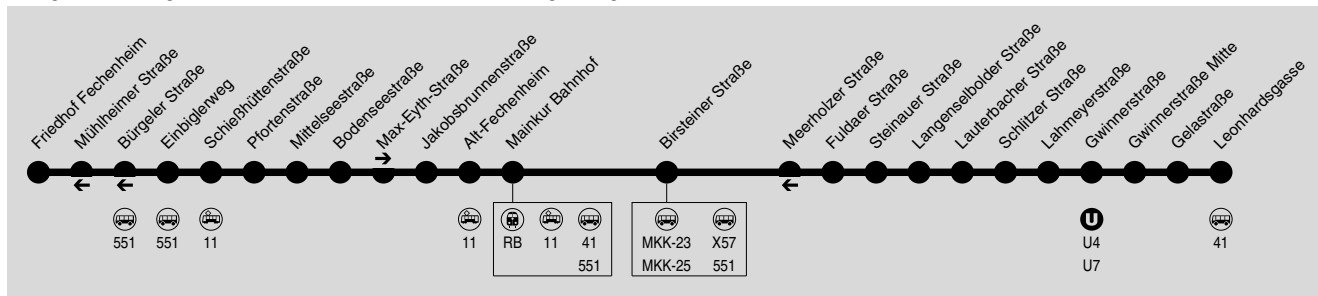 Friedhof Fechenheim
Mühlheimer Straße
Bürgeler Straße
Einbiglerweg
Schießhüttenstraße
Pfortenstraße
Mittelseestraße
Bodenseestraße
Max-Eyth-Straße
Jakobsbrunnenstraße
Alt-Fechenheim
Mainkur Bahnhof
Birsteiner Straße
Meerholzer Straße
Fuldaer Straße
Steinauer Straße
Langenselbolder Straße
Lauterbacher Straße
Schlitzer Straße
Lahmeyerstraße
Gwinnerstraße
Gwinnerstraße Mitte
Gelastraße
Leonhardsgasse
U
551 551 11 11 RB 11 41 MKK-23 X57 U4 41
551 MKK-25 551 U7